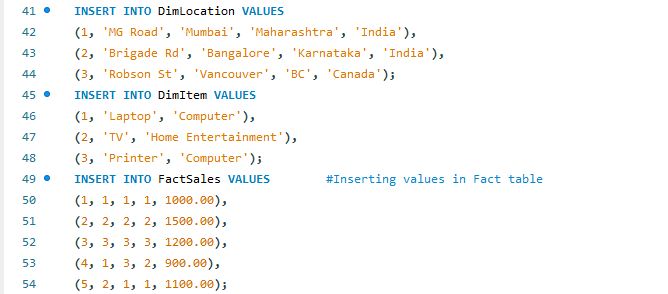 41 INSERT INTO DimLocation VALUES
42 (1, 'MG Road', 'Mumbai', 'Maharashtra', 'India'),
43 (2, 'Brigade Rd', 'Bangalore', 'Karnataka', 'India'),
44 (3, 'Robson St', 'Vancouver', 'BC', 'Canada');
45 INSERT INTO DimItem VALUES
46 (1, 'Laptop', 'Computer'),
47 (2, 'TV', 'Home Entertainment'),
48 (3, 'Printer', 'Computer');
49 INSERT INTO FactSales VALUES #Inserting values in Fact table
50 (1, 1, 1, 1, 1000.00),
51 (2, 2, 2, 2, 1500.00),
52 (3, 3, 3, 3, 1200.00),
53 (4, 1, 3, 2, 900.00),
54 (5, 2, 1, 1, 1100.00);